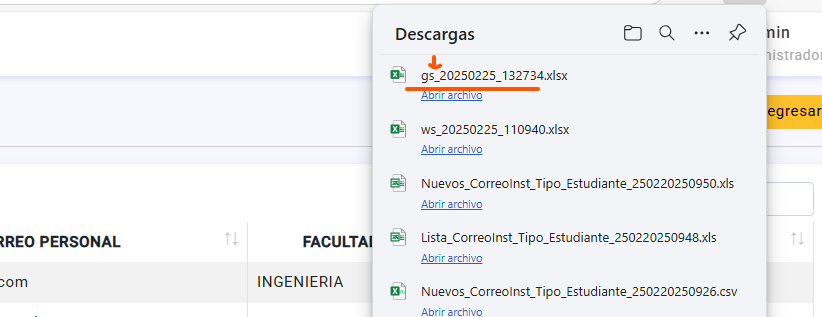 Descargas
min
nistrador
gs_20250225_132734.xlsx
Abrir archivo
egresar
ws_20250225_110940.xlsx
Abrir archivo
Nuevos_CorreoInst_Tipo_Estudiante_250220250950.xls
Abrir archivo
RREO PERSONAL
FACULTA
Lista_CorreoInst_Tipo_Estudiante_250220250948.xls
Abrir archivo
com
INGENIERIA
Nuevos_CorreoInst_Tipo_Estudiante_250220250926.csv
Abrir archivo